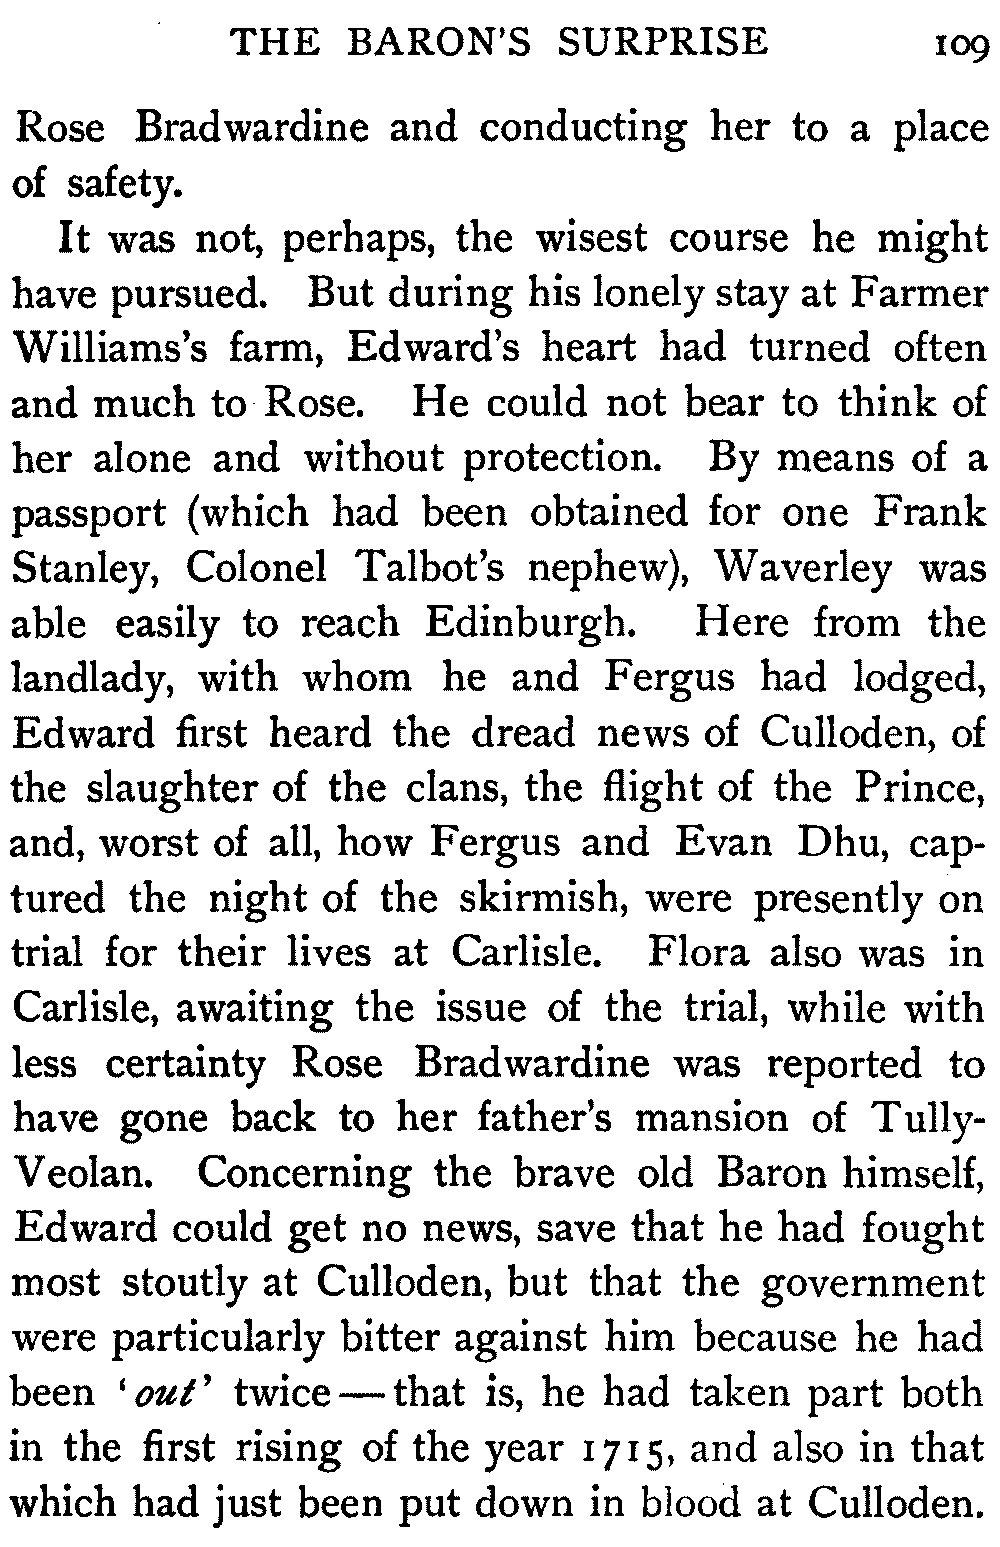 THE BARON'S SURPRISE 109
Rose Bradwardine and conducting her to a place
of safety.
It was not, perhaps, the wisest course he might
have pursued. But during his lonely stay at Farmer
Williams's farm, Edward's heart had turned often
and much to Rose. He could not bear to think of
her alone and without protection. By means of a
passport (which had been obtained for one Frank
Stanley, Colonel Talbot's nephew), Waverley was
able easily to reach Edinburgh. Here from the
landlady, with whom he and Fergus had lodged,
Edward first heard the dread news of Culloden, of
the slaughter of the clans, the flight of the Prince,
and, worst of all, how Fergus and Evan Dhu, cap-
tured the night of the skirmish, were presently on
trial for their lives at Carlisle. Flora also was in
Carlisle, awaiting the issue of the trial, while with
less certainty Rose Bradwardine was reported to
have gone back to her father's mansion of Tully-
Veolan. Concerning the brave old Baron himself,
Edward could get no news, save that he had fought
most stoutly at Culloden, but that the government
were particularly bitter against him because he had
been 'out' twice—that is, he had taken part both
in the first rising of the year 1715, and also in that
which had just been put down in blood at Culloden.